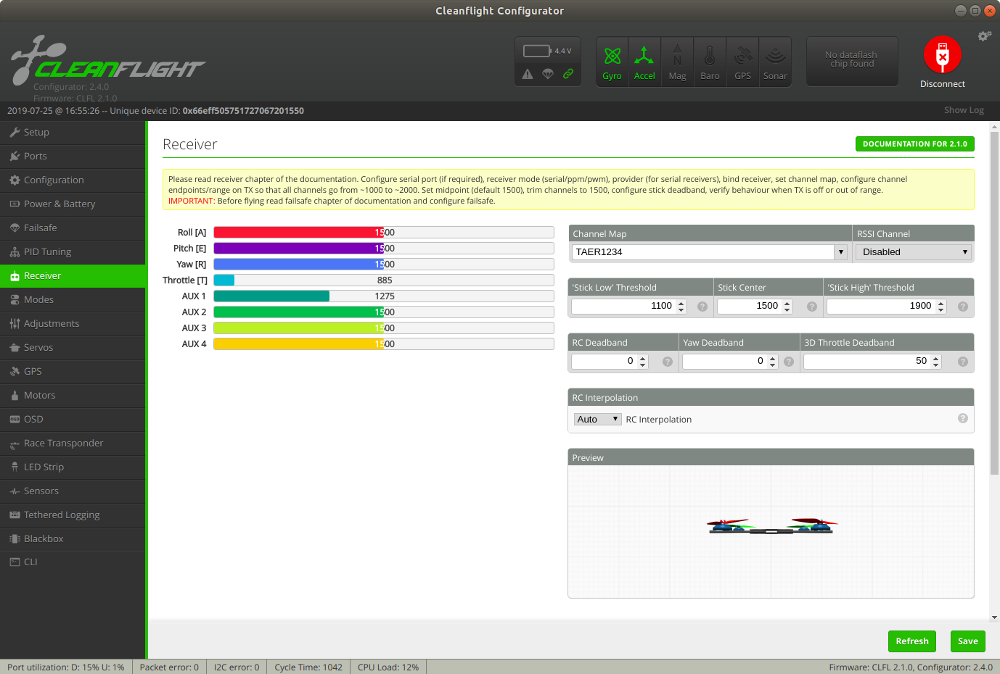 Cleanflight Configurator
CLEANFLIGHT
Configurator: 2.4.0
Firmware: CLFL 2.1.0
4.4 V
Gyro
Accel
Mag
Baro
GPS
Sonar
No dataflash
chip found
Disconnect
2019-07-25 @ 16:55:26 -- Unique device ID: 0x66eff505751727067201550
Show Log
Setup
Ports
Configuration
Power & Battery
Failsafe
PID Tuning
Receiver
Modes
Adjustments
Servos
GPS
Motors
OSD
Race Transponder
LED Strip
Sensors
Tethered Logging
Blackbox
CLI
Receiver
DOCUMENTATION FOR 2.1.0
Please read receiver chapter of the documentation. Configure serial port (if required), receiver mode (serial/ppm/pwm), provider (for serial receivers), bind receiver, set channel map, configure channel
endpoints/range on TX so that all channels go from ~1000 to ~2000. Set midpoint (default 1500), trim channels to 1500, configure stick deadband, verify behaviour when TX is off or out of range.
IMPORTANT: Before flying read failsafe chapter of documentation and configure failsafe.
Roll [A] 1500
Pitch [E] 1500
Yaw [R] 1500
Throttle [T] 885
AUX 1 1275
AUX 2 1500
AUX 3 1500
AUX 4 1500
Channel Map RSSI Channel
TAER1234 Disabled
'Stick Low' Threshold Stick Center 'Stick High' Threshold
1100 1500 1900
RC Deadband Yaw Deadband 3D Throttle Deadband
0 0 50
RC Interpolation
Auto RC Interpolation
Preview
Refresh Save
Port utilization: D: 15% U: 1% Packet error: 0 I2C error: 0 Cycle Time: 1042 CPU Load: 12% Firmware: CLFL 2.1.0, Configurator: 2.4.0